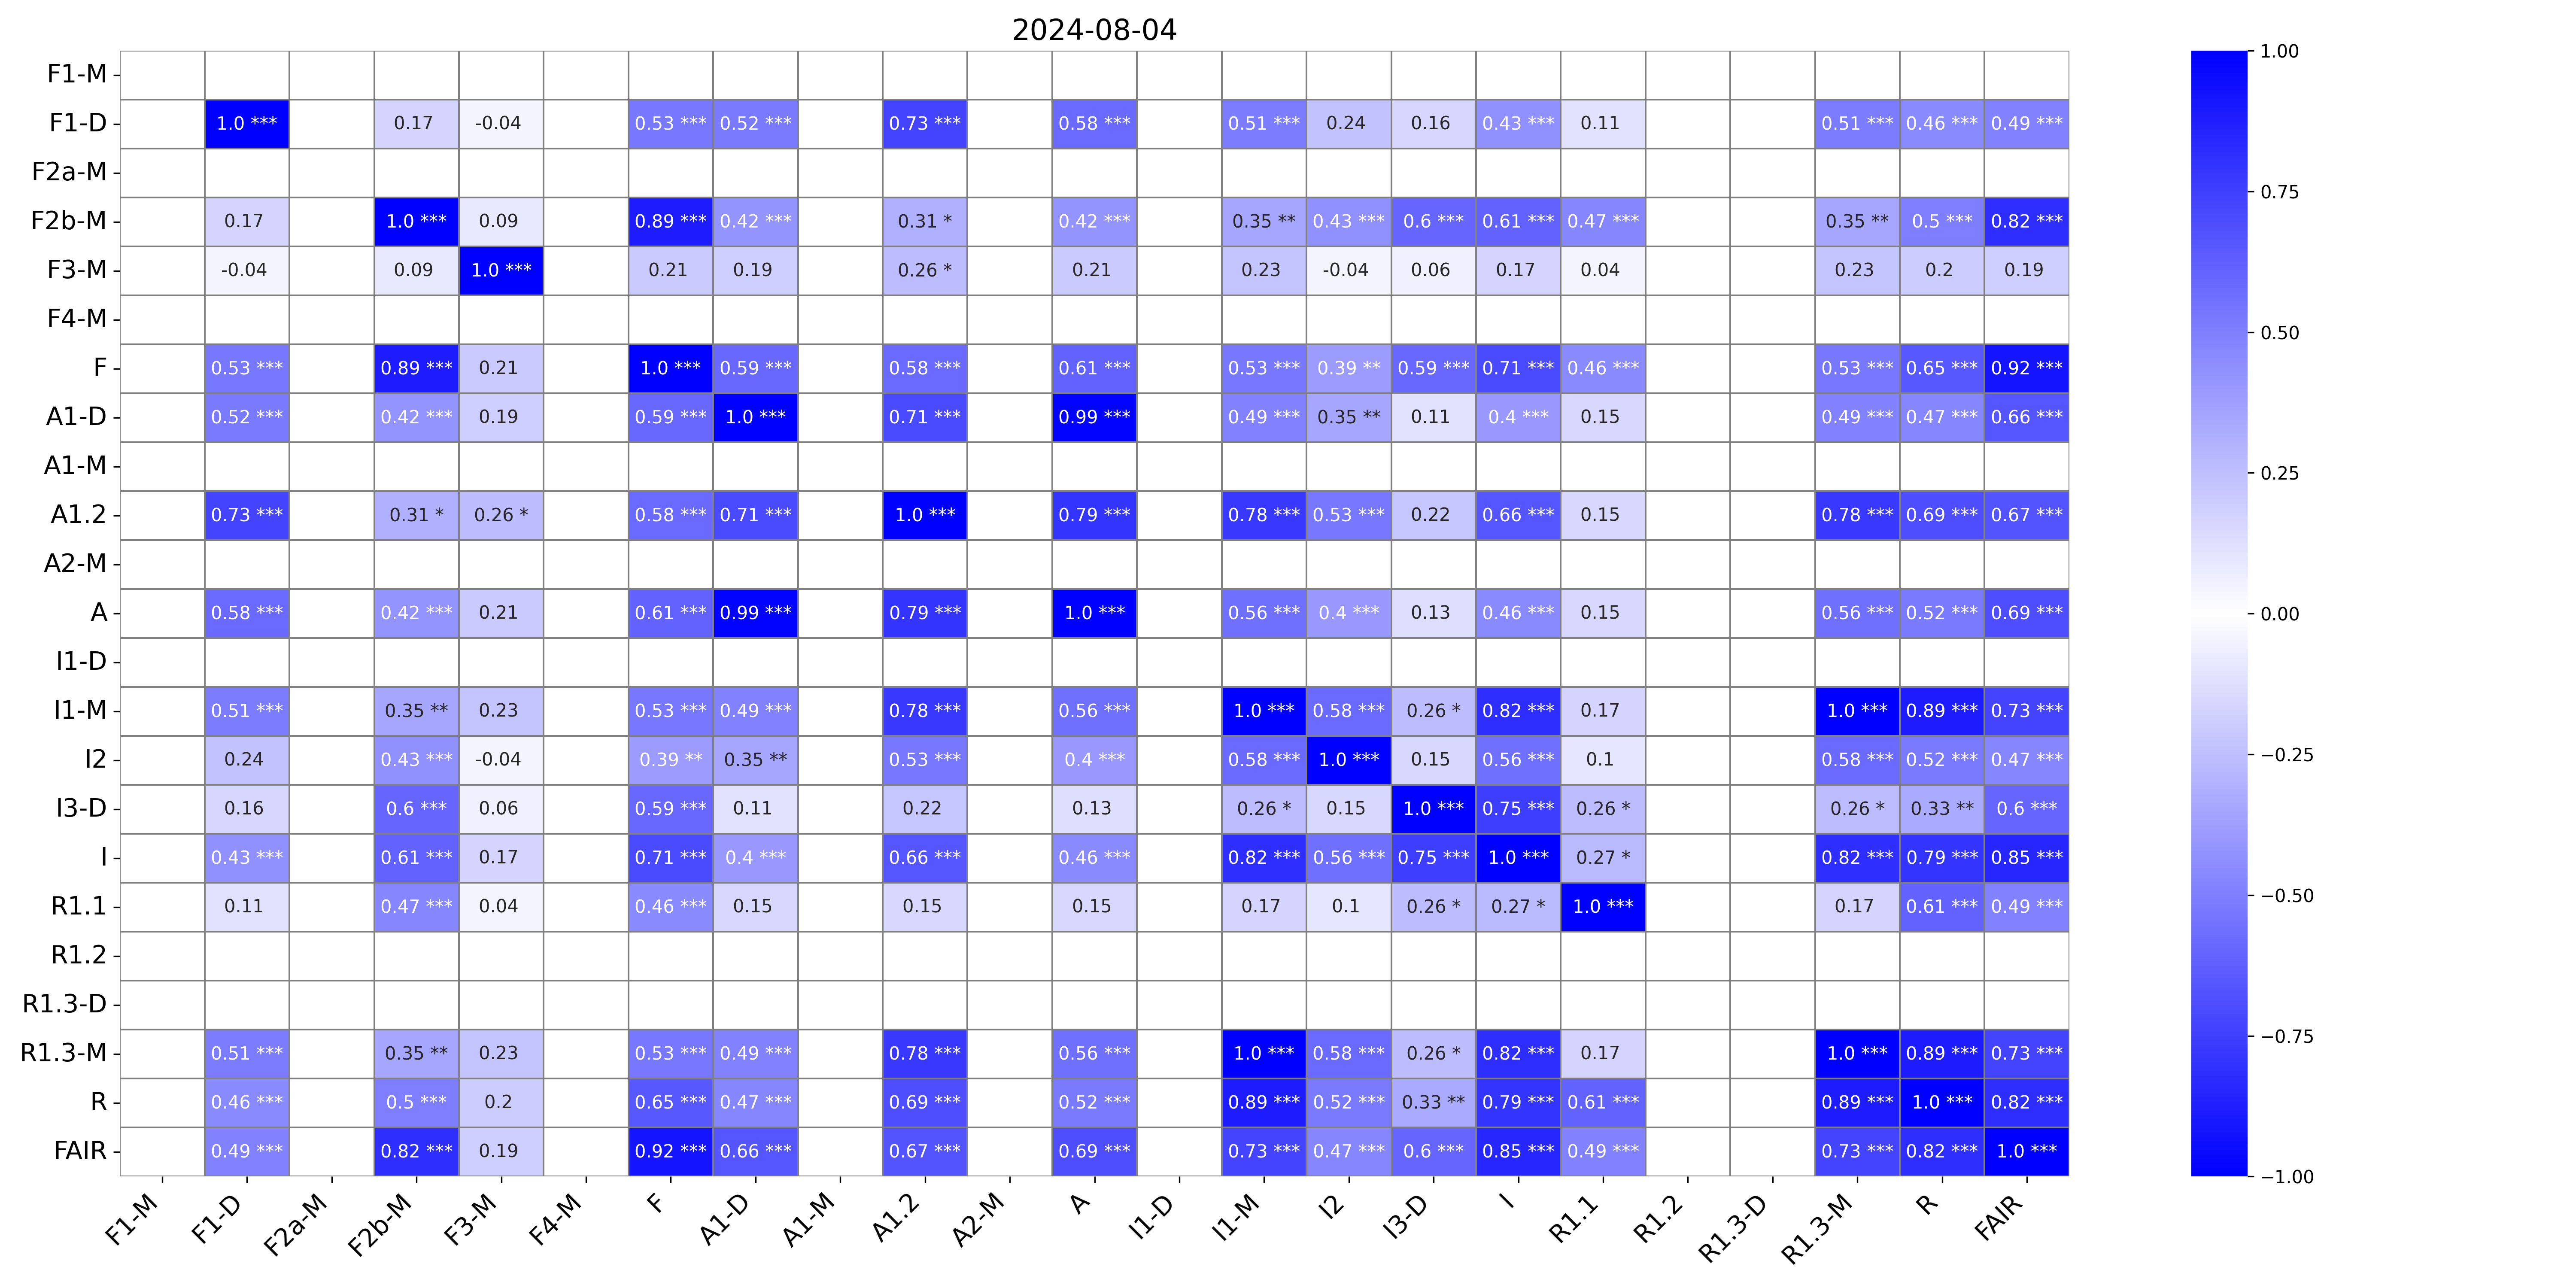 2024-08-04
F1-M
F1-D 1.0 *** 0.17 -0.04 0.53 *** 0.52 *** 0.73 *** 0.58 *** 0.51 *** 0.24 0.16 0.43 *** 0.11 0.51 *** 0.46 *** 0.49 ***
F2a-M
F2b-M 0.17 1.0 *** 0.09 0.89 *** 0.42 *** 0.31 * 0.42 *** 0.35 ** 0.43 *** 0.6 *** 0.61 *** 0.47 *** 0.35 ** 0.5 *** 0.82 ***
F3-M -0.04 0.09 1.0 *** 0.21 0.19 0.26 * 0.21 0.23 -0.04 0.06 0.17 0.04 0.23 0.2 0.19
F4-M
F 0.53 *** 0.89 *** 0.21 1.0 *** 0.59 *** 0.58 *** 0.61 *** 0.53 *** 0.39 ** 0.59 *** 0.71 *** 0.46 *** 0.53 *** 0.65 *** 0.92 ***
A1-D 0.52 *** 0.42 *** 0.19 0.59 *** 1.0 *** 0.71 *** 0.99 *** 0.49 *** 0.35 ** 0.11 0.4 *** 0.15 0.49 *** 0.47 *** 0.66 ***
A1-M
A1.2 0.73 *** 0.31 * 0.26 * 0.58 *** 0.71 *** 1.0 *** 0.79 *** 0.78 *** 0.53 *** 0.22 0.66 *** 0.15 0.78 *** 0.69 *** 0.67 ***
A2-M
A 0.58 *** 0.42 *** 0.21 0.61 *** 0.99 *** 0.79 *** 1.0 *** 0.56 *** 0.4 *** 0.13 0.46 *** 0.15 0.56 *** 0.52 *** 0.69 ***
I1-D
I1-M 0.51 *** 0.35 ** 0.23 0.53 *** 0.49 *** 0.78 *** 0.56 *** 1.0 *** 0.58 *** 0.26 * 0.82 *** 0.17 1.0 *** 0.89 *** 0.73 ***
I2 0.24 0.43 *** -0.04 0.39 ** 0.35 ** 0.53 *** 0.4 *** 0.58 *** 1.0 *** 0.15 0.56 *** 0.1 0.58 *** 0.52 *** 0.47 ***
I3-D 0.16 0.6 *** 0.06 0.59 *** 0.11 0.22 0.13 0.26 * 0.15 1.0 *** 0.75 *** 0.26 * 0.26 * 0.33 ** 0.6 ***
I 0.43 *** 0.61 *** 0.17 0.71 *** 0.4 *** 0.66 *** 0.46 *** 0.82 *** 0.56 *** 0.75 *** 1.0 *** 0.27 * 0.82 *** 0.79 *** 0.85 ***
R1.1 0.11 0.47 *** 0.04 0.46 *** 0.15 0.15 0.15 0.17 0.1 0.26 * 0.27 * 1.0 *** 0.17 0.61 *** 0.49 ***
R1.2
R1.3-D
R1.3-M 0.51 *** 0.35 ** 0.23 0.53 *** 0.49 *** 0.78 *** 0.56 *** 1.0 *** 0.58 *** 0.26 * 0.82 *** 0.17 1.0 *** 0.89 *** 0.73 ***
R 0.46 *** 0.5 *** 0.2 0.65 *** 0.47 *** 0.69 *** 0.52 *** 0.89 *** 0.52 *** 0.33 ** 0.79 *** 0.61 *** 0.89 *** 1.0 *** 0.82 ***
FAIR 0.49 *** 0.82 *** 0.19 0.92 *** 0.66 *** 0.67 *** 0.69 *** 0.73 *** 0.47 *** 0.6 *** 0.85 *** 0.49 *** 0.73 *** 0.82 *** 1.0 ***
F1-M F1-D F2a-M F2b-M F3-M F4-M F A1-D A1-M A1.2 A2-M A I1-D I1-M I2 I3-D I R1.1 R1.2 R1.3-D R1.3-M R FAIR
1.00
0.75
0.50
0.25
0.00
−0.25
−0.50
−0.75
−1.00